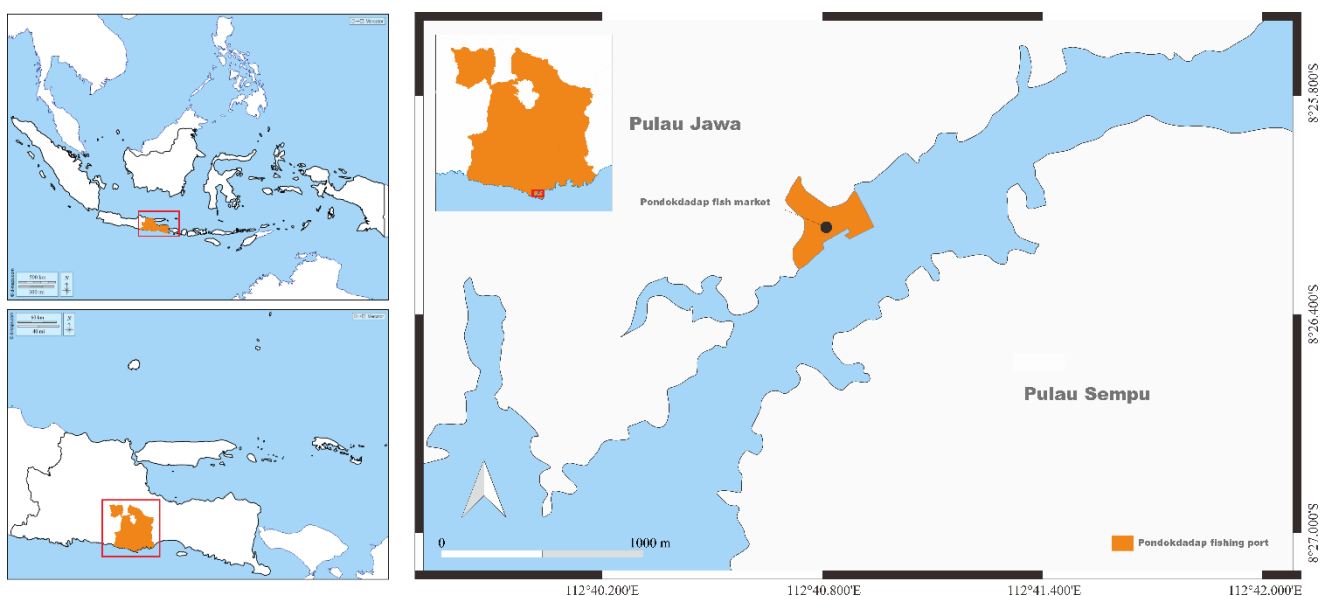 Pulau Jawa
Pondokdadap fish market
Pulau Sempu
0
1000 m
Pondokdadap fishing port
8°25.800'S
8°26.400'S
8°27.000'S
112°40.200'E
112°40.800'E
112°41.400'E
112°42.000'E